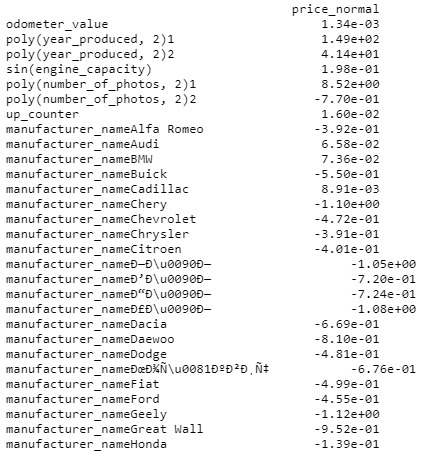 price_normal
odometer_value 1.34e-03
poly(year_produced, 2)1 1.49e+02
poly(year_produced, 2)2 4.14e+01
sin(engine_capacity) 1.98e-01
poly(number_of_photos, 2)1 8.52e+00
poly(number_of_photos, 2)2 -7.70e-01
up_counter 1.60e-02
manufacturer_nameAlfa Romeo -3.92e-01
manufacturer_nameAudi 6.58e-02
manufacturer_nameBMW 7.36e-02
manufacturer_nameBuick -5.50e-01
manufacturer_nameCadillac 8.91e-03
manufacturer_nameChery -1.10e+00
manufacturer_nameChevrolet -4.72e-01
manufacturer_nameChrysler -3.91e-01
manufacturer_nameCitroen -4.01e-01
manufacturer_nameÐ—Ð\u0090Ð— -1.05e+00
manufacturer_nameÐ’Ð\u0090Ð— -7.20e-01
manufacturer_nameÐ“Ð\u0090Ð— -7.24e-01
manufacturer_nameÐ£Ð\u0090Ð— -1.08e+00
manufacturer_nameDacia -6.69e-01
manufacturer_nameDaewoo -8.10e-01
manufacturer_nameDodge -4.81e-01
manufacturer_nameÐœÐ¾Ñ\u0081ÐºÐ²Ð¸Ñ‡ -6.76e-01
manufacturer_nameFiat -4.99e-01
manufacturer_nameFord -4.55e-01
manufacturer_nameGeely -1.12e+00
manufacturer_nameGreat Wall -9.52e-01
manufacturer_nameHonda -1.39e-01